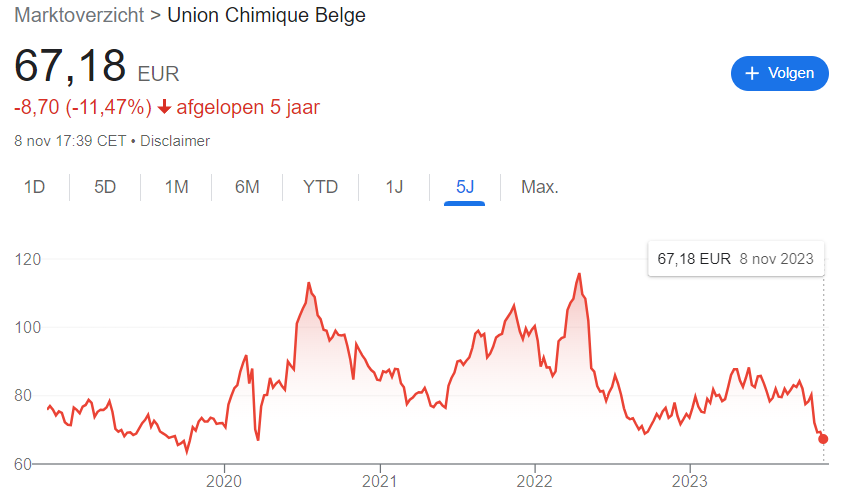 Marktoverzicht > Union Chimique Belge
67,18 EUR
+ Volgen
-8,70 (-11,47%) ↓ afgelopen 5 jaar
8 nov 17:39 CET • Disclaimer
1D 5D 1M 6M YTD 1J 5J Max.
67,18 EUR 8 nov 2023
120
100
80
60
2020 2021 2022 2023